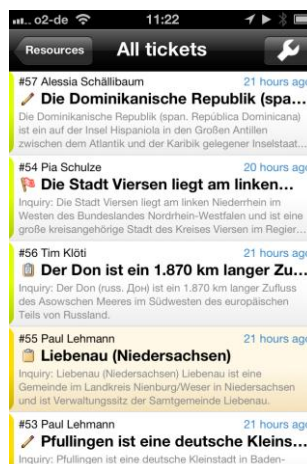 o2-de 11:22
Resources All tickets
#57 Alessia Schällibaum 21 hours ago
Die Dominikanische Republik (spa...
Die Dominikanische Republik (span. República Dominicana)
ist ein auf der Insel Hispaniola in den Großen Antillen
zwischen dem Atlantik und der Karibik gelegener Inselstaat...
#54 Pia Schulze 20 hours ago
Die Stadt Viersen liegt am linken...
Inquiry: Die Stadt Viersen liegt am linken Niederrhein im
Westen des Bundeslandes Nordrhein-Westfalen und ist eine
große kreisangehörige Stadt des Kreises Viersen im Regier...
#56 Tim Klöti 21 hours ago
Der Don ist ein 1.870 km langer Zu...
Inquiry: Der Don (russ. Дон) ist ein 1.870 km langer Zufluss
des Asowschen Meeres im Südwesten des europäischen
Teils von Russland.
#55 Paul Lehmann 21 hours ago
Liebenau (Niedersachsen)
Inquiry: Liebenau (Niedersachsen) Liebenau ist eine
Gemeinde im Landkreis Nienburg/Weser in Niedersachsen
und ist Verwaltungssitz der Samtgemeinde Liebenau.
#53 Paul Lehmann 21 hours ago
Pfullingen ist eine deutsche Kleins...
Inquiry: Pfullingen ist eine deutsche Kleinstadt in Baden-